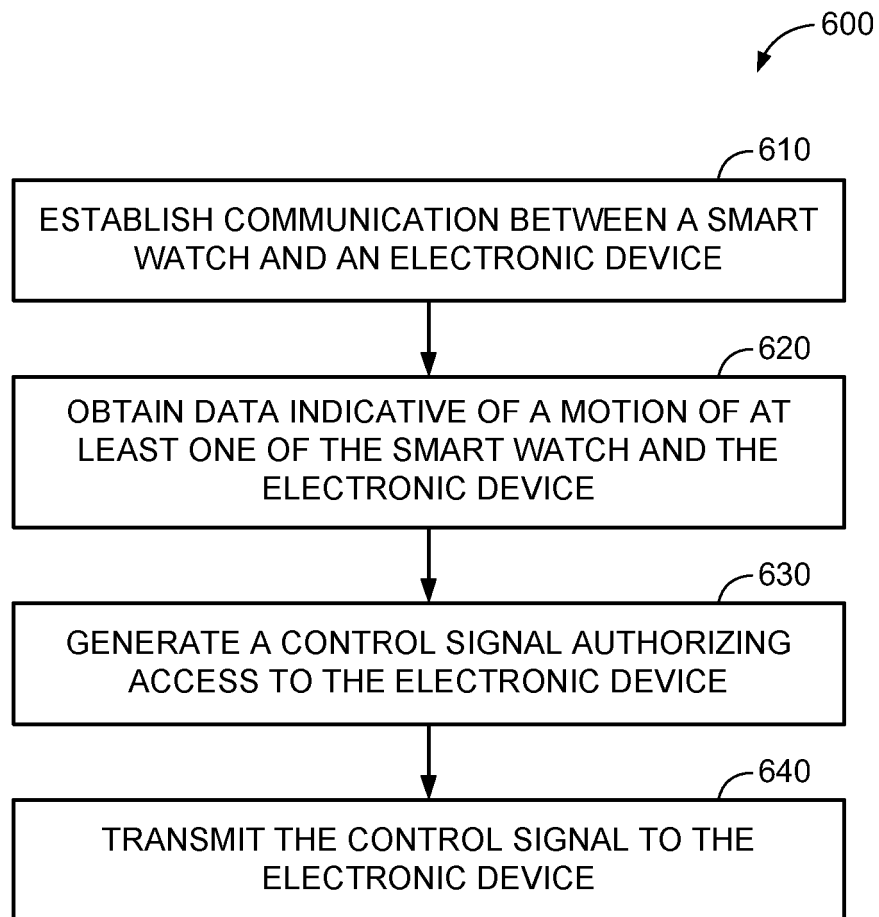 600
610
ESTABLISH COMMUNICATION BETWEEN A SMART
WATCH AND AN ELECTRONIC DEVICE
620
OBTAIN DATA INDICATIVE OF A MOTION OF AT
LEAST ONE OF THE SMART WATCH AND THE
ELECTRONIC DEVICE
630
GENERATE A CONTROL SIGNAL AUTHORIZING
ACCESS TO THE ELECTRONIC DEVICE
640
TRANSMIT THE CONTROL SIGNAL TO THE
ELECTRONIC DEVICE